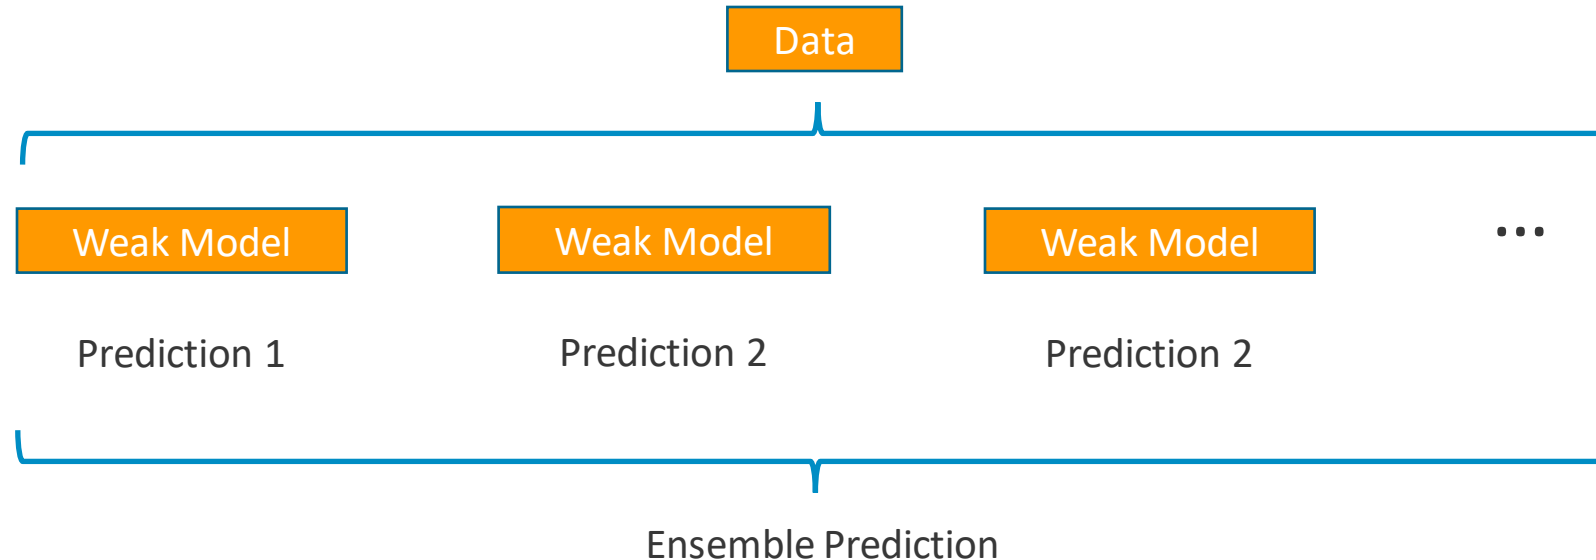 Data
Weak Model Weak Model Weak Model ...
Prediction 1 Prediction 2 Prediction 2
Ensemble Prediction